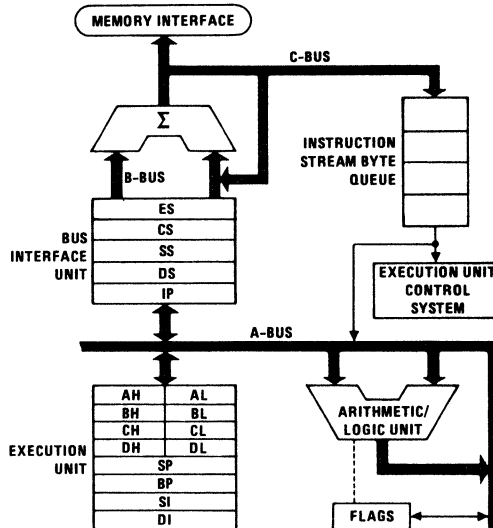 MEMORY INTERFACE
C-BUS
Σ
B-BUS
INSTRUCTION
STREAM BYTE
QUEUE
ES
CS
SS
DS
IP
BUS
INTERFACE
UNIT
EXECUTION UNIT
CONTROL
SYSTEM
A-BUS
AH AL
BH BL
CH CL
DH DL
SP
BP
SI
DI
EXECUTION
UNIT
ARITHMETIC/
LOGIC UNIT
FLAGS